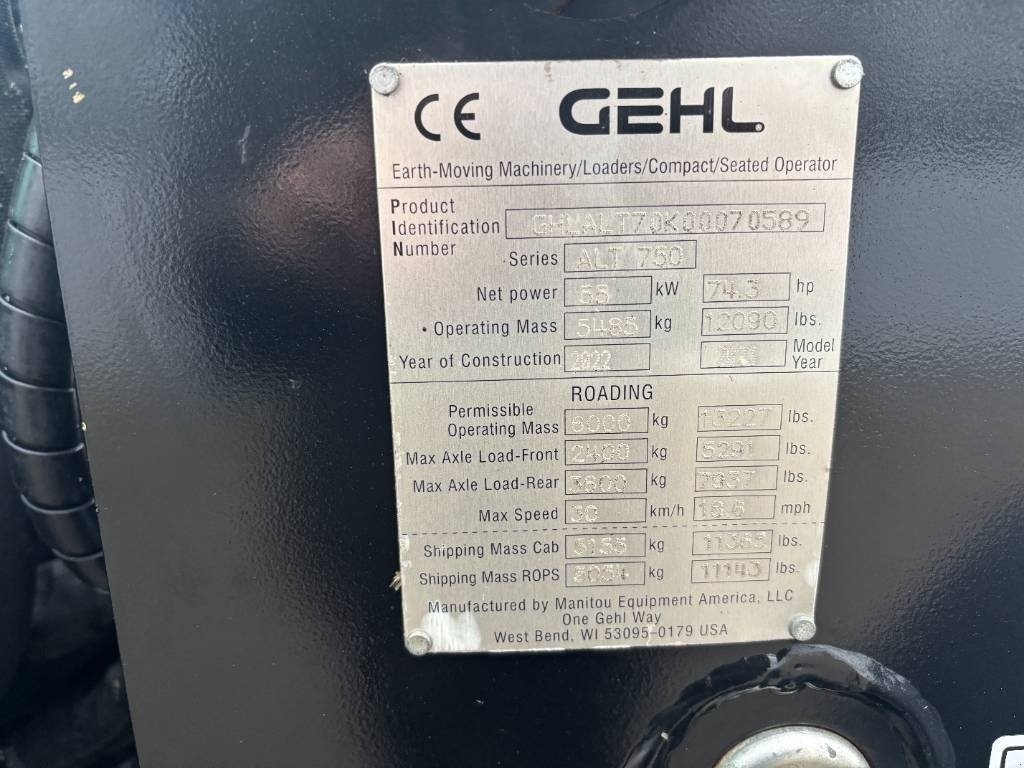 CE GEHL
Earth-Moving Machinery/Loaders/Compact/Seated Operator
Product
Identification
Number
Series ALT 750
Net power 55 kW 74.3 hp
Operating Mass 5485 kg 12090 lbs.
Year of Construction 2022 Model Year
ROADING
Permissible
Operating Mass 6000 kg 13227 lbs.
Max Axle Load-Front 2400 kg 5291 lbs.
Max Axle Load-Rear 3600 kg 7937 lbs.
Max Speed 30 km/h 18.6 mph
Shipping Mass Cab kg lbs.
Shipping Mass ROPS kg 11143 lbs.
Manufactured by Manitou Equipment America, LLC
One Gehl Way
West Bend, WI 53095-0179 USA